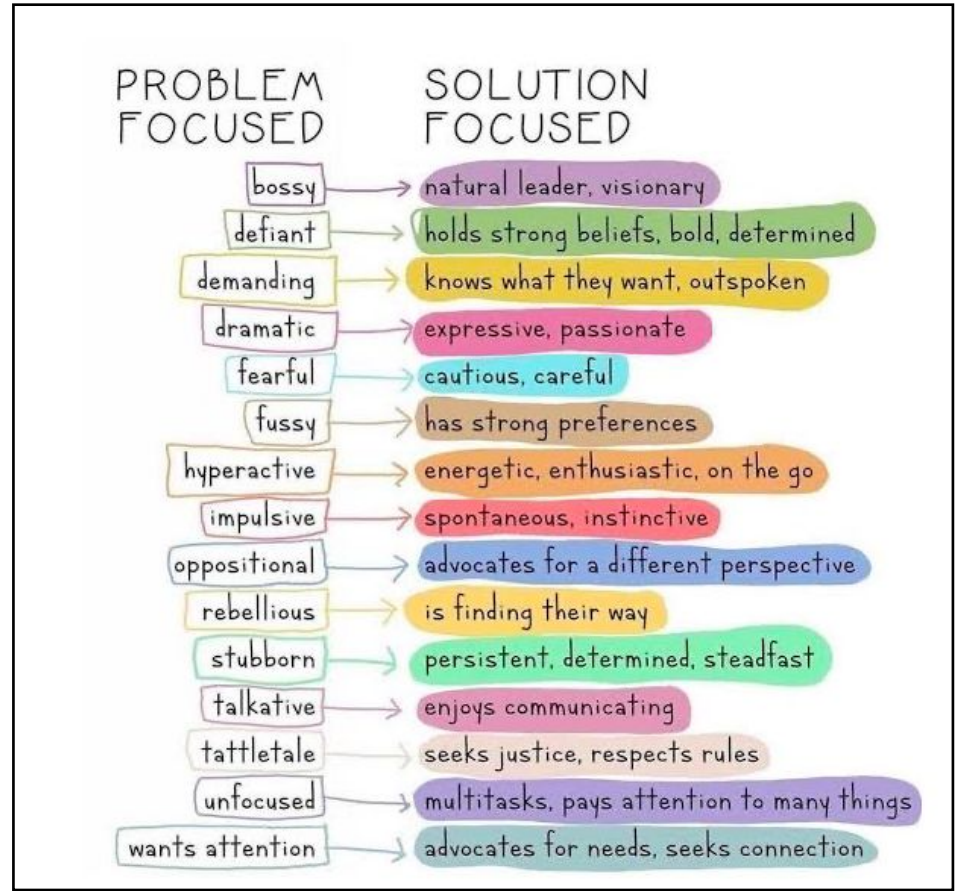 PROBLEM FOCUSED
SOLUTION FOCUSED
bossy natural leader, visionary
defiant holds strong beliefs, bold, determined
demanding knows what they want, outspoken
dramatic expressive, passionate
fearful cautious, careful
fussy has strong preferences
hyperactive energetic, enthusiastic, on the go
impulsive spontaneous, instinctive
oppositional advocates for a different perspective
rebellious is finding their way
stubborn persistent, determined, steadfast
talkative enjoys communicating
tattletale seeks justice, respects rules
unfocused multitasks, pays attention to many things
wants attention advocates for needs, seeks connection